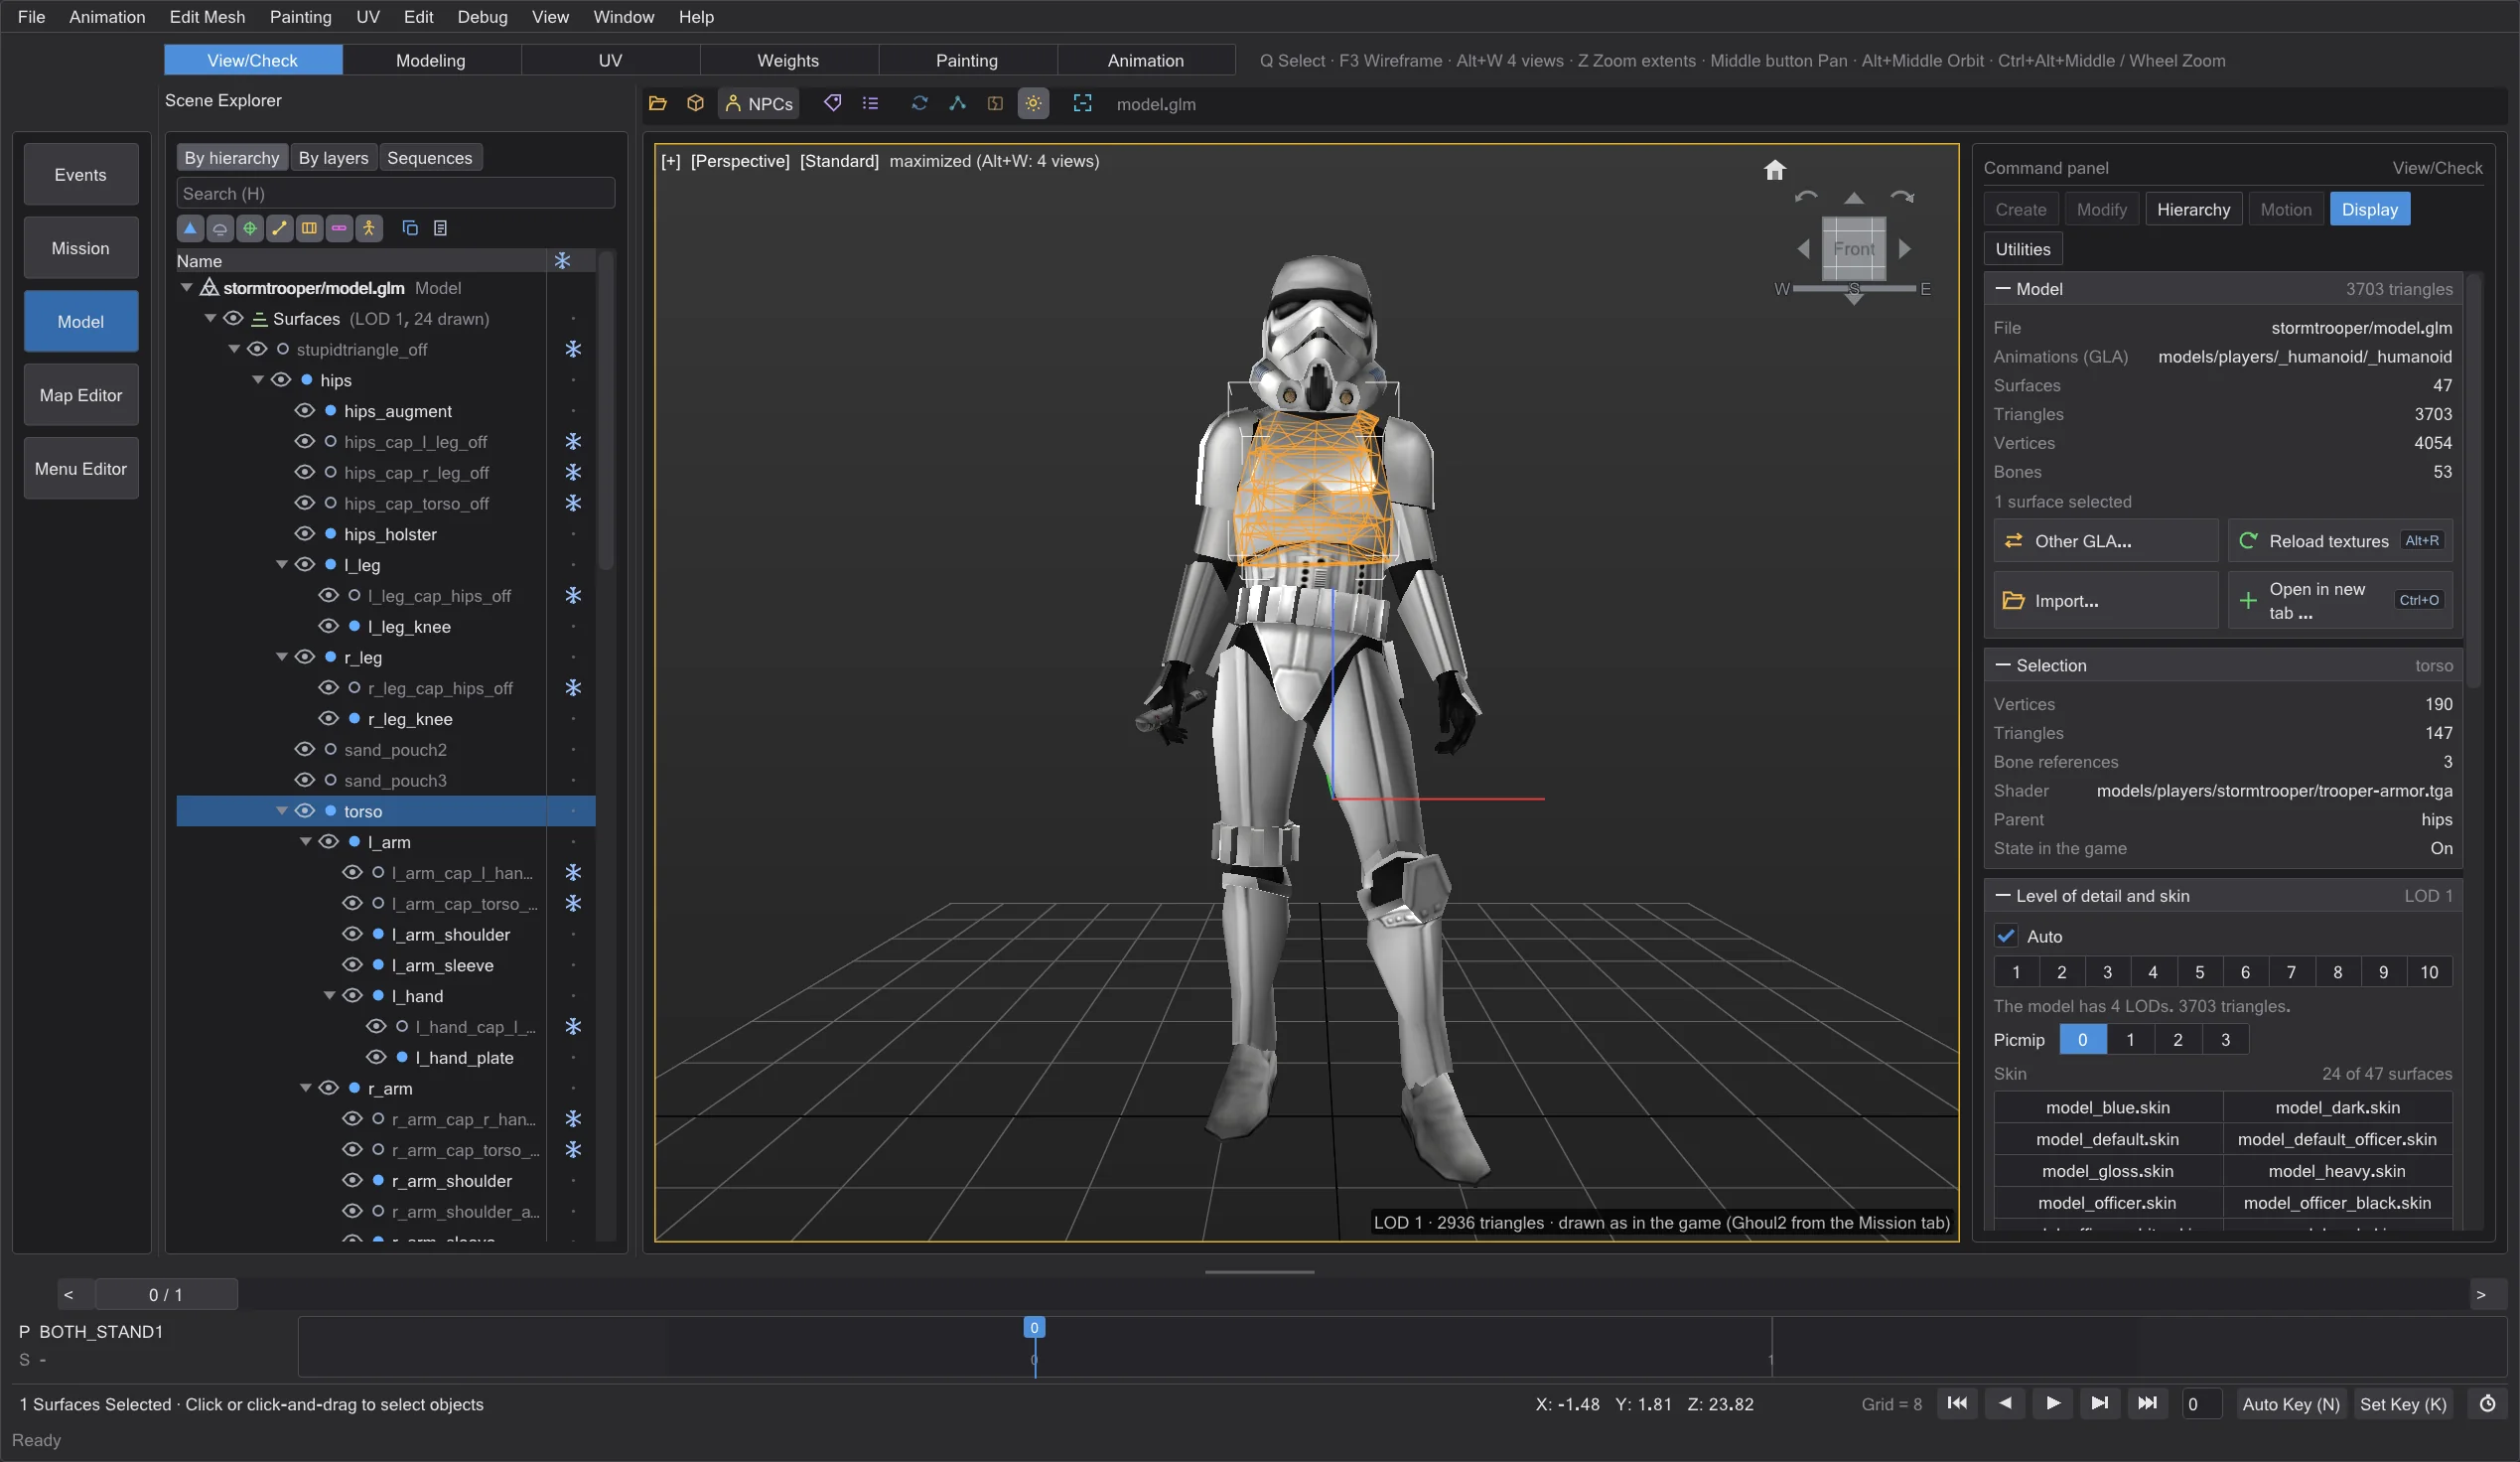 File Animation Edit Mesh Painting UV Edit Debug View Window Help
View/Check Modeling UV Weights Painting Animation Q Select · F3 Wireframe · Alt+W 4 views · Z Zoom extents · Middle button Pan · Alt+Middle Orbit · Ctrl+Alt+Middle / Wheel Zoom
Events
Mission
Model
Map Editor
Menu Editor
Scene Explorer
By hierarchy By layers Sequences
Search (H)
Name
stormtrooper/model.glm Model
Surfaces (LOD 1, 24 drawn)
stupidtriangle_off
hips
hips_augment
hips_cap_l_leg_off
hips_cap_r_leg_off
hips_cap_torso_off
hips_holster
l_leg
l_leg_cap_hips_off
l_leg_knee
r_leg
r_leg_cap_hips_off
r_leg_knee
sand_pouch2
sand_pouch3
torso
l_arm
l_arm_cap_l_han...
l_arm_cap_torso_...
l_arm_shoulder
l_arm_sleeve
l_hand
l_hand_cap_l_...
l_hand_plate
r_arm
r_arm_cap_r_han...
r_arm_cap_torso_...
r_arm_shoulder
r_arm_shoulder_a...
r_arm_sleeve
NPCs model.glm
[+] [Perspective] [Standard] maximized (Alt+W: 4 views)
Front
W S E
LOD 1 · 2936 triangles · drawn as in the game (Ghoul2 from the Mission tab)
Command panel View/Check
Create Modify Hierarchy Motion Display
Utilities
Model 3703 triangles
File stormtrooper/model.glm
Animations (GLA) models/players/_humanoid/_humanoid
Surfaces 47
Triangles 3703
Vertices 4054
Bones 53
1 surface selected
Other GLA... Reload textures Alt+R
Import... Open in new tab ... Ctrl+O
Selection torso
Vertices 190
Triangles 147
Bone references 3
Shader models/players/stormtrooper/trooper-armor.tga
Parent hips
State in the game On
Level of detail and skin LOD 1
Auto
1 2 3 4 5 6 7 8 9 10
The model has 4 LODs. 3703 triangles.
Picmip 0 1 2 3
Skin 24 of 47 surfaces
model_blue.skin model_dark.skin
model_default.skin model_default_officer.skin
model_gloss.skin model_heavy.skin
model_officer.skin model_officer_black.skin
< 0 / 1 >
P BOTH_STAND1
S -
0
0 1
1 Surfaces Selected · Click or click-and-drag to select objects X: -1.48 Y: 1.81 Z: 23.82 Grid = 8 0 Auto Key (N) Set Key (K)
Ready